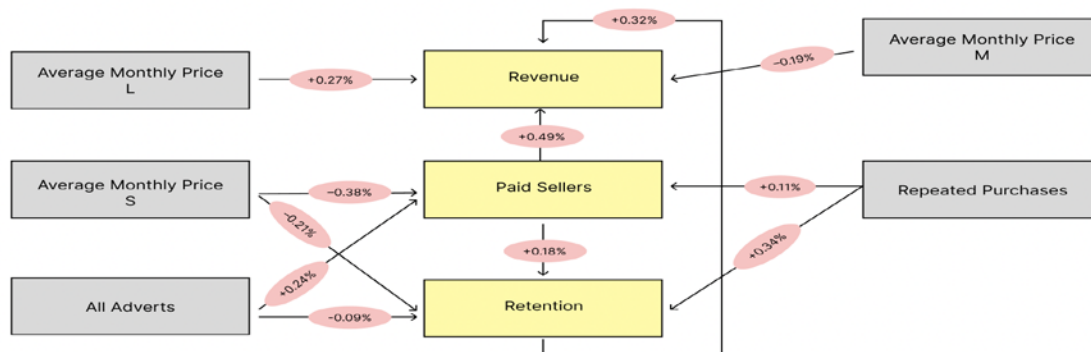 +0.32%
Average Monthly Price
M
Average Monthly Price
L
+0.27%
Revenue
−0.19%
+0.49%
Average Monthly Price
S
−0.38%
Paid Sellers
+0.11%
Repeated Purchases
−0.21%
+0.18%
+0.34%
+0.24%
All Adverts
-0.09%
Retention